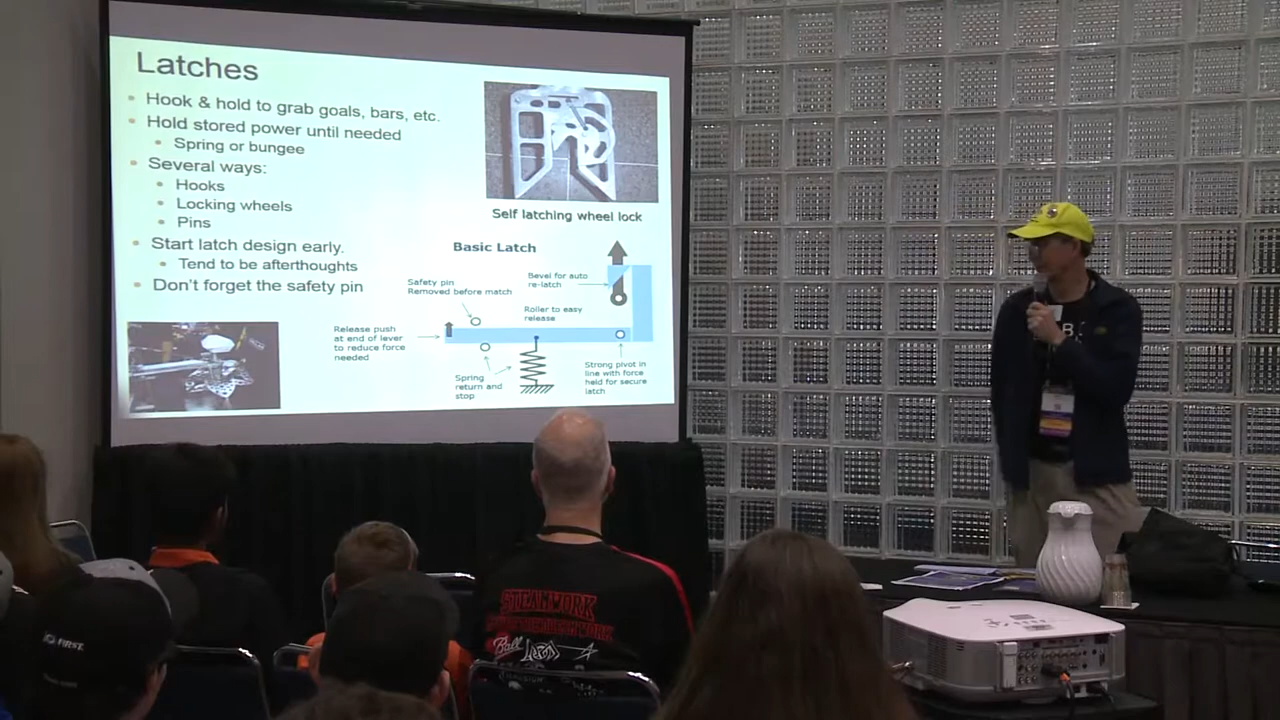 Latches
Hook & hold to grab goals, bars, etc.
Hold stored power until needed
Spring or bungee
Several ways:
Hooks
Locking wheels
Pins
Start latch design early.
Tend to be afterthoughts
Don't forget the safety pin
Self latching wheel lock
Basic Latch
Safety pin
Removed before match
Bevel for auto
re-latch
Roller to easy
release
Release push
at end of lever
to reduce force
needed
Spring
return and
stop
Strong pivot in
line with force
held for secure
latch
FIRST
STEAMWORK
Ball